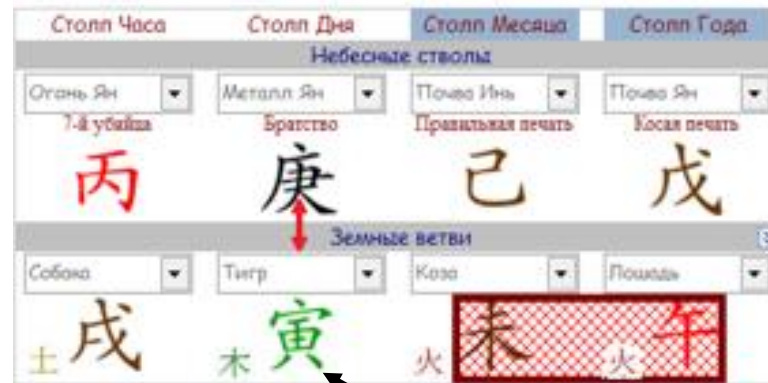 Столп Часа Столп Дня Столп Месяца Столп Года
Небесные стволы
Огонь Ян Металл Ян Почва Инь Почва Ян
7-й убийца Братство Правильная печать Косая печать
丙 庚 己 戊
Земные ветви
Собака Тигр Коза Лошадь
土 戌 木 寅 火 未 火 午